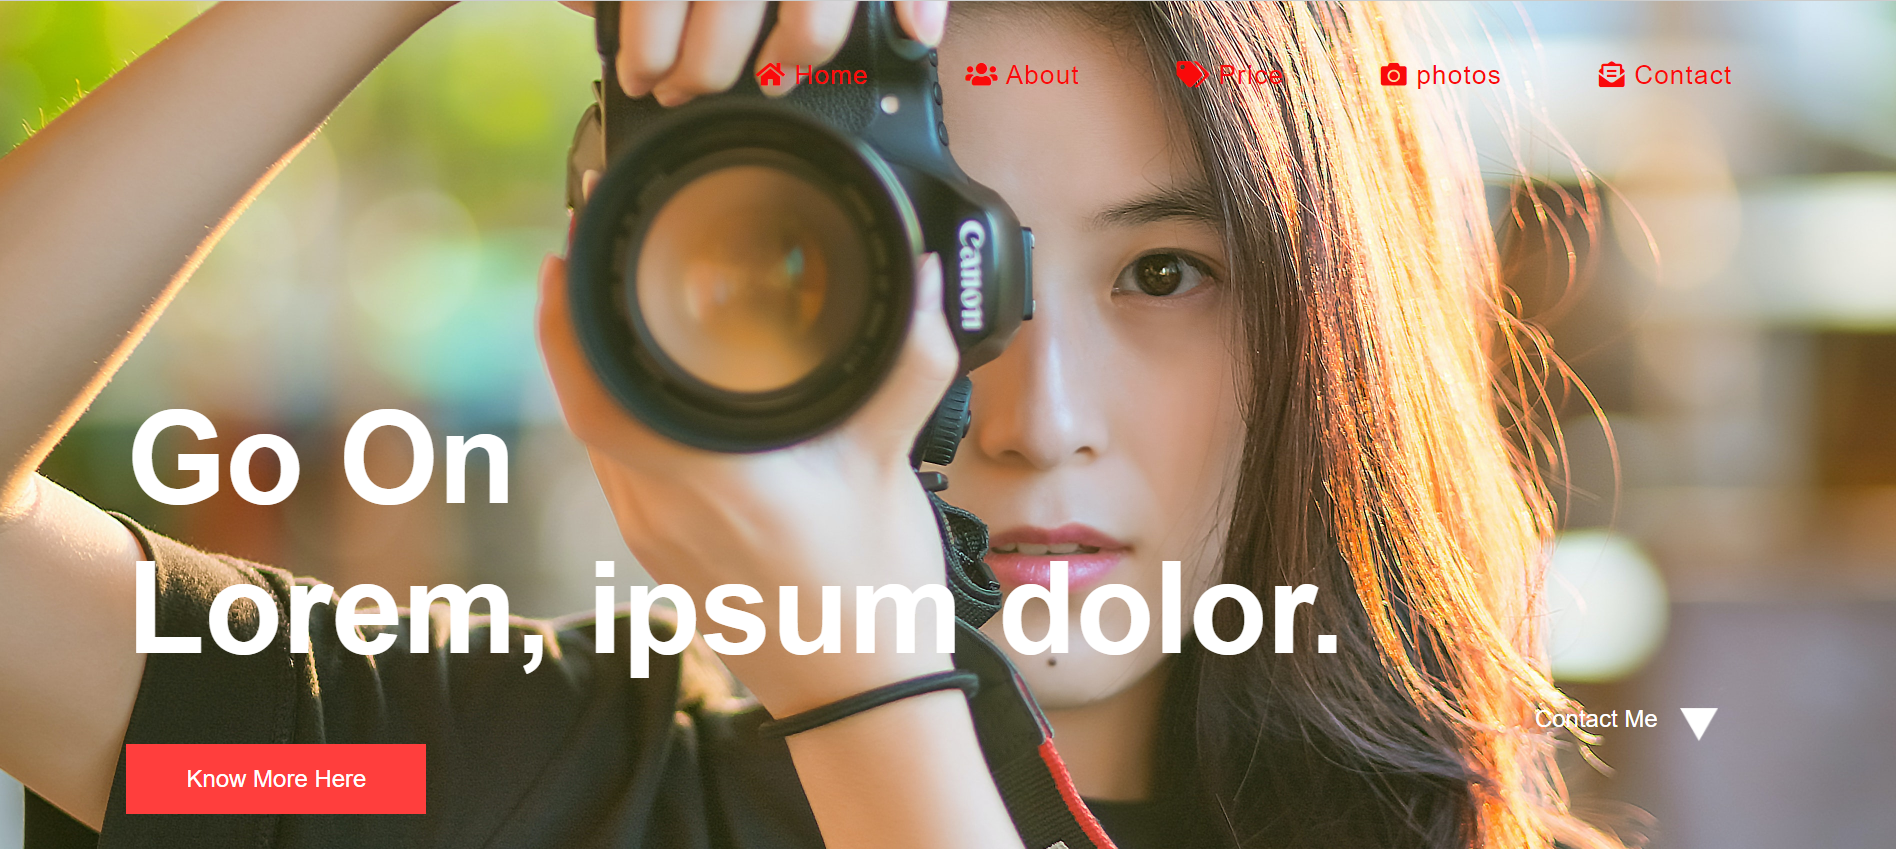 Home About Price photos Contact
Canon
Go On
Lorem, ipsum dolor.
Contact Me
Know More Here